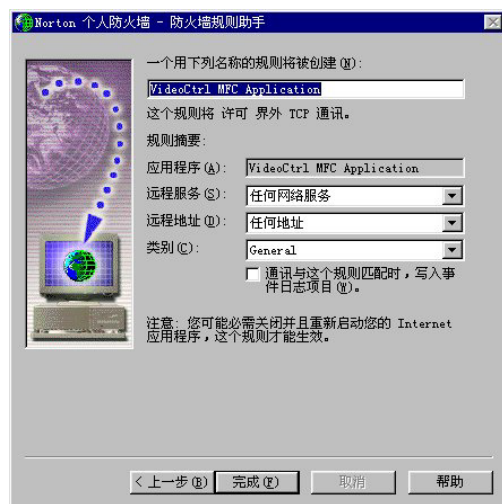 Norton 个人防火墙 - 防火墙规则助手
一个用下列名称的规则将被创建(N):
VideoCtrl MFC Application
这个规则将 许可 界外 TCP 通讯。
规则摘要:
应用程序(A): VideoCtrl MFC Application
远程服务(S): 任何网络服务
远程地址(D): 任何地址
类别(C): General
通讯与这个规则匹配时，写入事
件日志项目(W)。
注意: 您可能必需关闭并且重新启动您的 Internet
应用程序，这个规则才能生效。
< 上一步(B) 完成(F) 取消 帮助